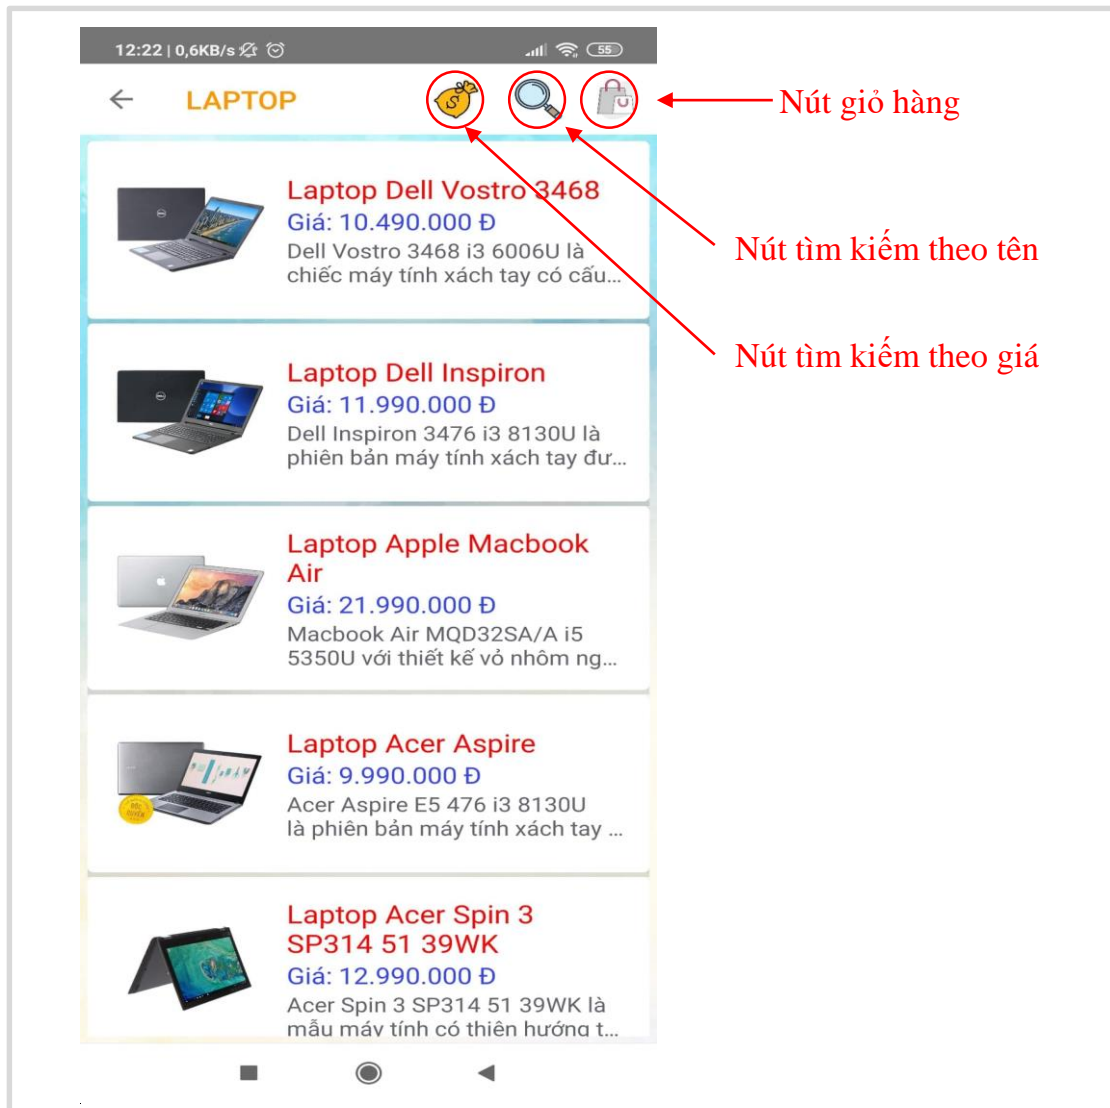 12:22 | 0,6KB/s
55
LAPTOP
Nút giỏ hàng
Laptop Dell Vostro 3468
Giá: 10.490.000 Đ
Dell Vostro 3468 i3 6006U là
chiếc máy tính xách tay có cấu...
Nút tìm kiếm theo tên
Nút tìm kiếm theo giá
Laptop Dell Inspiron
Giá: 11.990.000 Đ
Dell Inspiron 3476 i3 8130U là
phiên bản máy tính xách tay đư...
Laptop Apple Macbook
Air
Giá: 21.990.000 Đ
Macbook Air MQD32SA/A i5
5350U với thiết kế vỏ nhôm ng...
Laptop Acer Aspire
Giá: 9.990.000 Đ
Acer Aspire E5 476 i3 8130U
là phiên bản máy tính xách tay ...
ĐỘC
QUYỀN
Laptop Acer Spin 3
SP314 51 39WK
Giá: 12.990.000 Đ
Acer Spin 3 SP314 51 39WK là
mẫu máy tính có thiên hướng t...